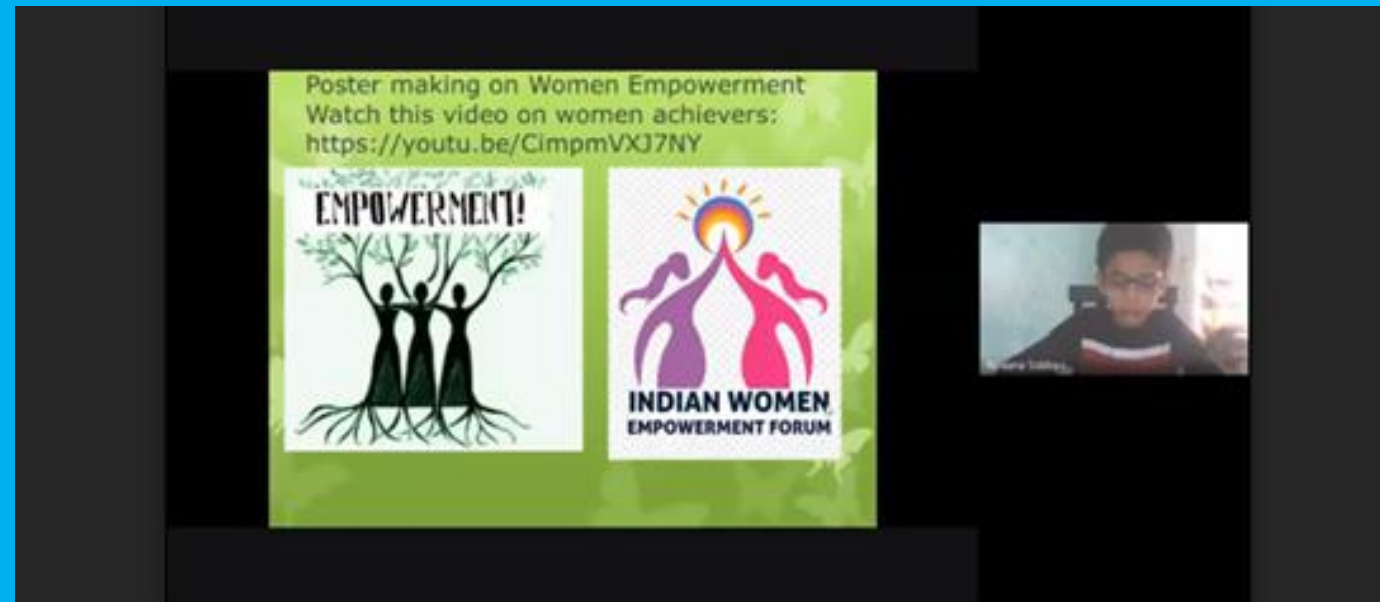 Poster making on Women Empowerment
Watch this video on women achievers:
https://youtu.be/CimpmVXJ7NY
EMPOWERMENT!
INDIAN WOMEN
EMPOWERMENT FORUM